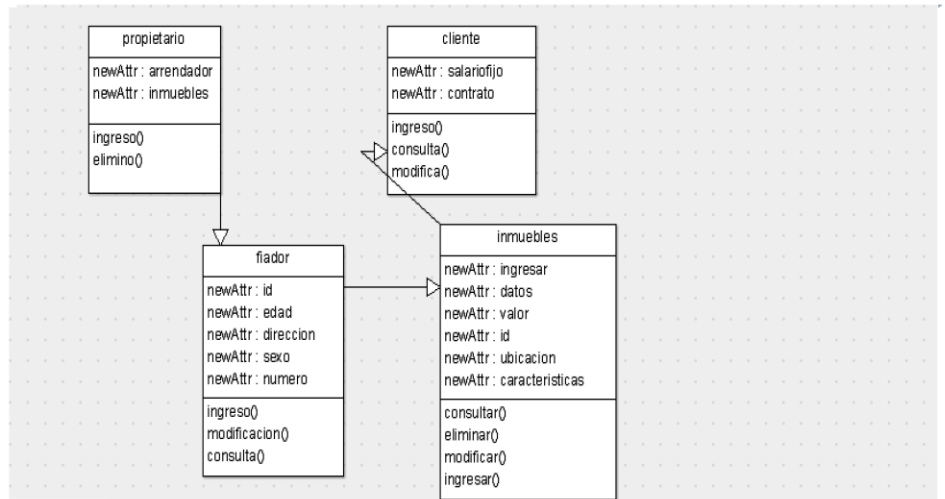 propietario
newAttr : arrendador
newAttr : inmuebles
ingreso()
elimino()
cliente
newAttr : salariofijo
newAttr : contrato
ingreso()
consulta()
modifica()
fiador
newAttr : id
newAttr : edad
newAttr : direccion
newAttr : sexo
newAttr : numero
ingreso()
modificacion()
consulta()
inmuebles
newAttr : ingresar
newAttr : datos
newAttr : valor
newAttr : id
newAttr : ubicacion
newAttr : caracteristicas
consultar()
eliminar()
modificar()
ingresar()